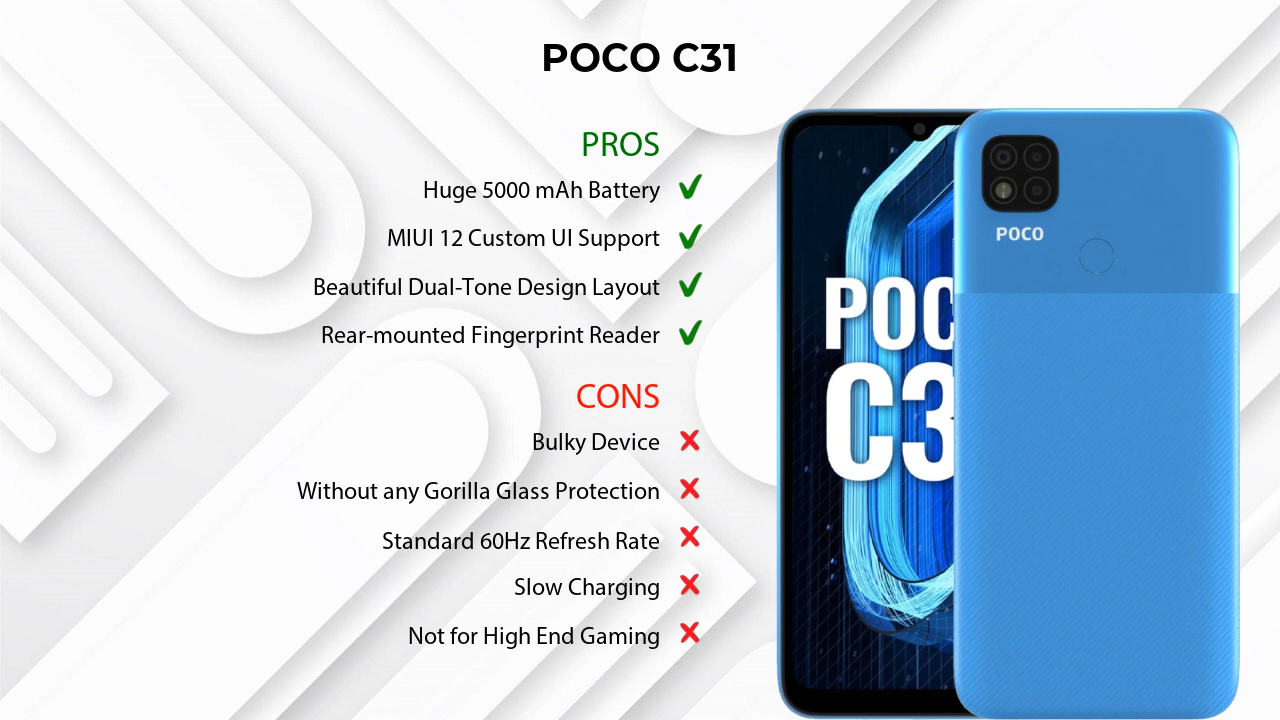 POCO C31
PROS
Huge 5000 mAh Battery
MIUI 12 Custom UI Support
Beautiful Dual-Tone Design Layout
Rear-mounted Fingerprint Reader
CONS
Bulky Device
Without any Gorilla Glass Protection
Standard 60Hz Refresh Rate
Slow Charging
Not for High End Gaming
POCO
POC
C3